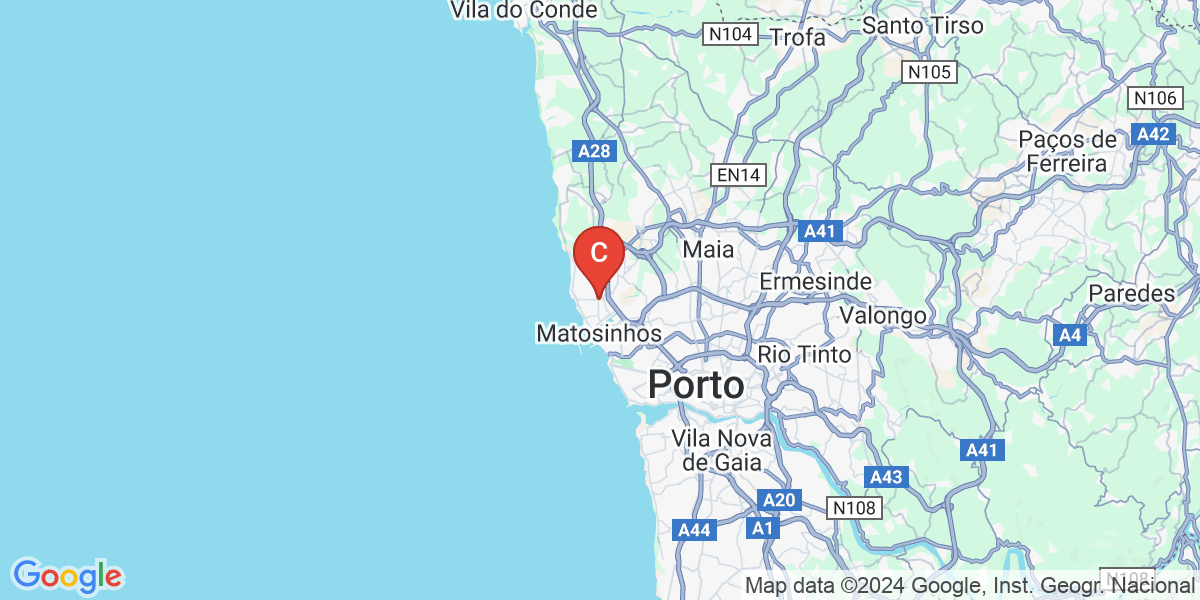 Vila do Conde
Santo Tirso
N104
Trofa
N105
N106
A42
Paços de
Ferreira
A28
EN14
A41
Maia
C
Ermesinde
Paredes
Valongo
Matosinhos
A4
Rio Tinto
Porto
Vila Nova
de Gaia
A41
A43
A20
N108
A44
A1
N108
Google
Map data ©2024 Google, Inst. Geogr. Nacional